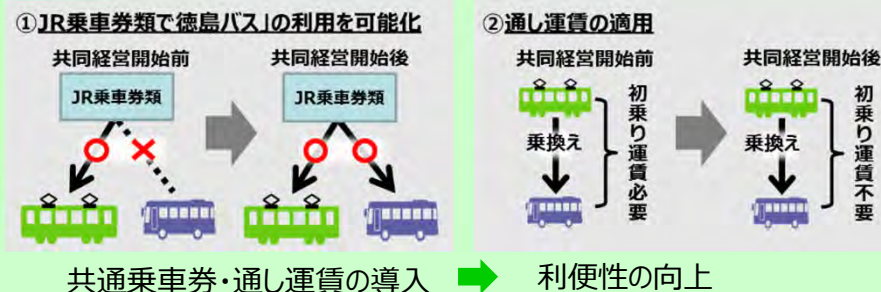 ①JR乗車券類で徳島バス」の利用を可能化
共同経営開始前
共同経営開始後
JR乗車券類
JR乗車券類
②通し運賃の適用
共同経営開始前
共同経営開始後
乗換え
初乗り運賃必要
乗換え
初乗り運賃不要
共通乗車券・通し運賃の導入
利便性の向上